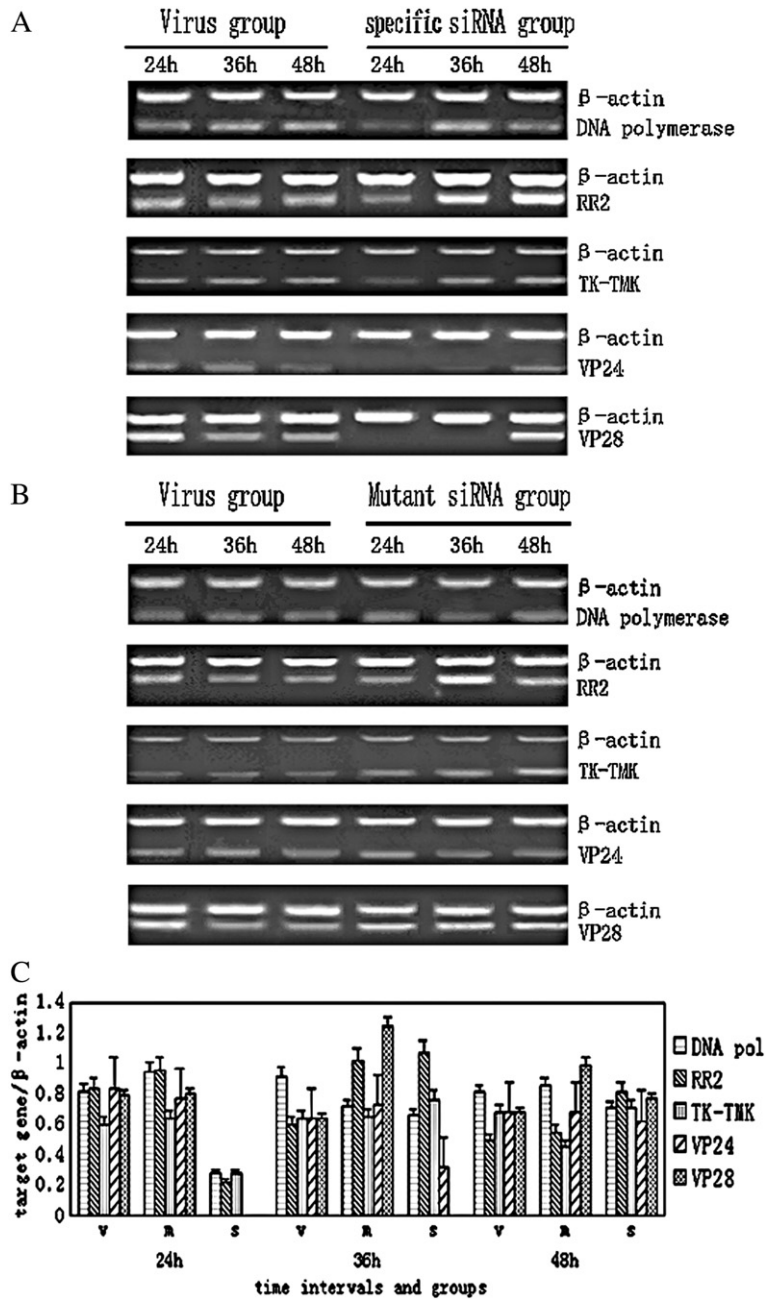 A
Virus group specific siRNA group
24h 36h 48h 24h 36h 48h
β-actin
DNA polymerase
β-actin
RR2
β-actin
TK-TMK
β-actin
VP24
β-actin
VP28
B
Virus group Mutant siRNA group
24h 36h 48h 24h 36h 48h
β-actin
DNA polymerase
β-actin
RR2
β-actin
TK-TMK
β-actin
VP24
β-actin
VP28
C
target gene/β-actin
1.4
1.2
1
0.8
0.6
0.4
0.2
0
V m S V m S V m S
24h 36h 48h
time intervals and groups
DNA pol
RR2
TK-TMK
VP24
VP28